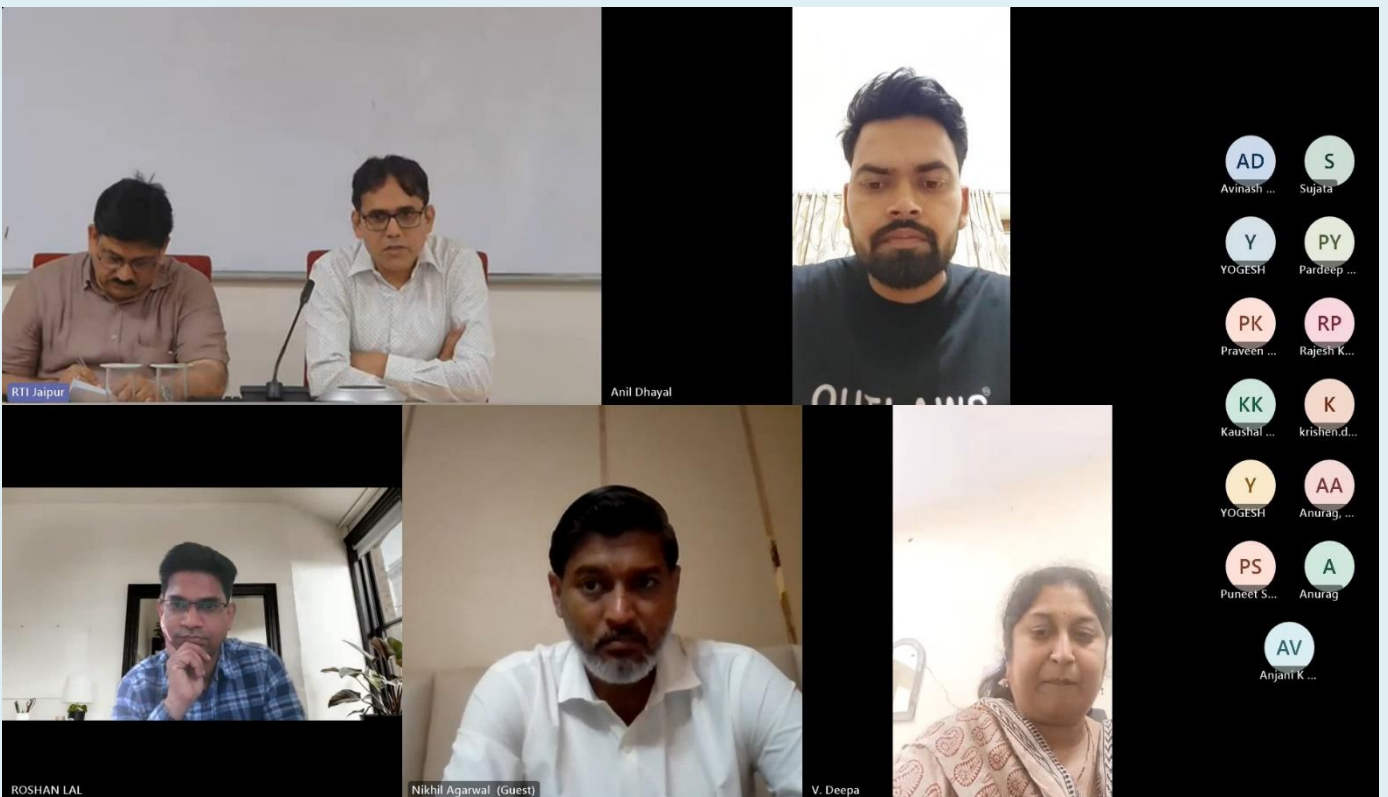 RTI Jaipur
Anil Dhayal
OUTLAWS®
ROSHAN LAL
Nikhil Agarwal (Guest)
V. Deepa
AD
Avinash ...
S
Sujata
Y
YOGESH
PY
Pardeep ...
PK
Praveen ...
RP
Rajesh K...
KK
Kaushal ...
K
krishen.d...
Y
YOGESH
AA
Anurag, ...
PS
Puneet S...
A
Anurag
AV
Anjani K ...